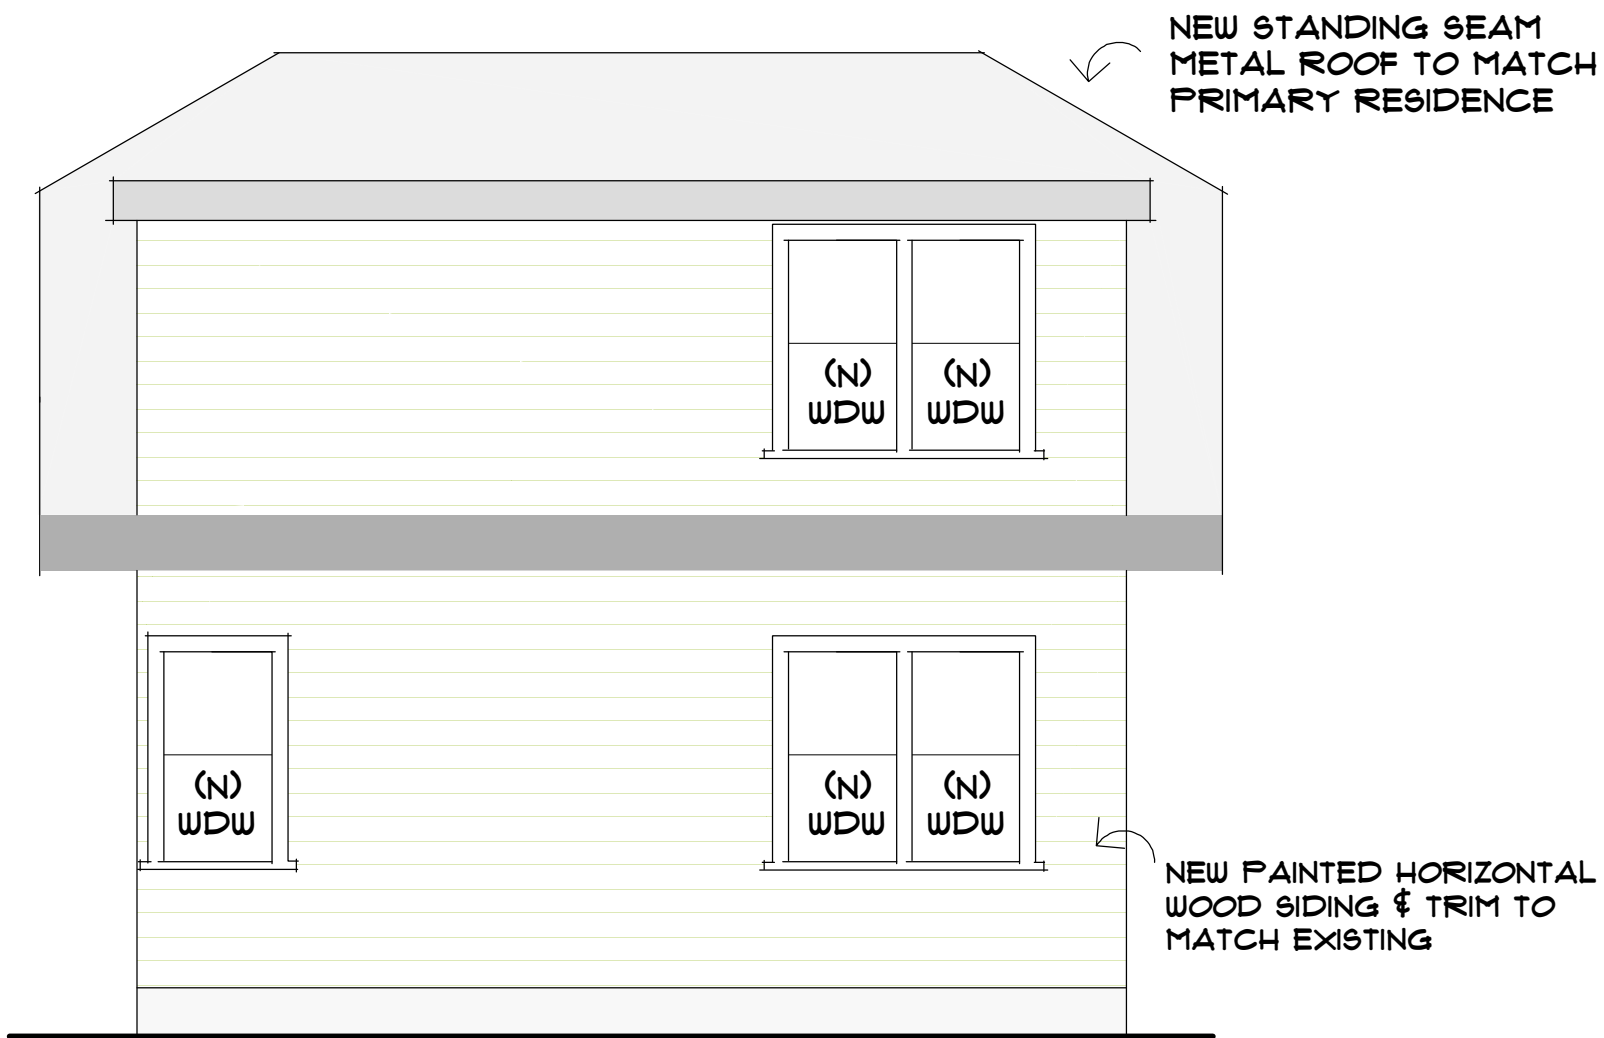 NEW STANDING SEAM
METAL ROOF TO MATCH
PRIMARY RESIDENCE
(N)
WDW
(N)
WDW
(N)
WDW
(N)
WDW
(N)
WDW
NEW PAINTED HORIZONTAL
WOOD SIDING & TRIM TO
MATCH EXISTING